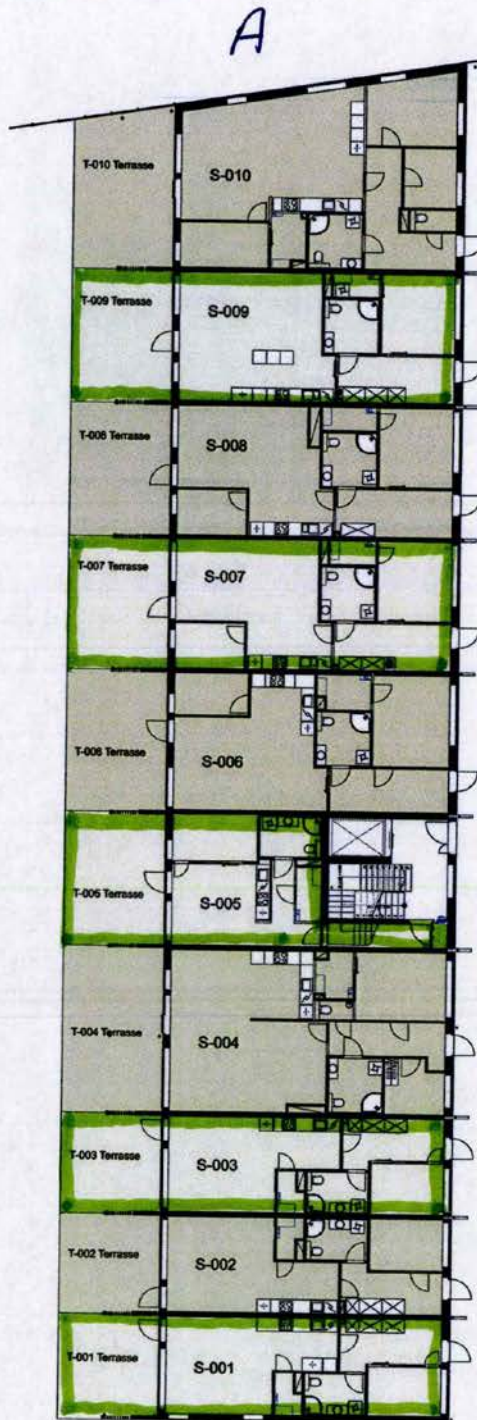 A
T-010 Terrasse
S-010
T-009 Terrasse
S-009
T-008 Terrasse
S-008
T-007 Terrasse
S-007
T-006 Terrasse
S-006
T-005 Terrasse
S-005
T-004 Terrasse
S-004
T-003 Terrasse
S-003
T-002 Terrasse
S-002
T-001 Terrasse
S-001